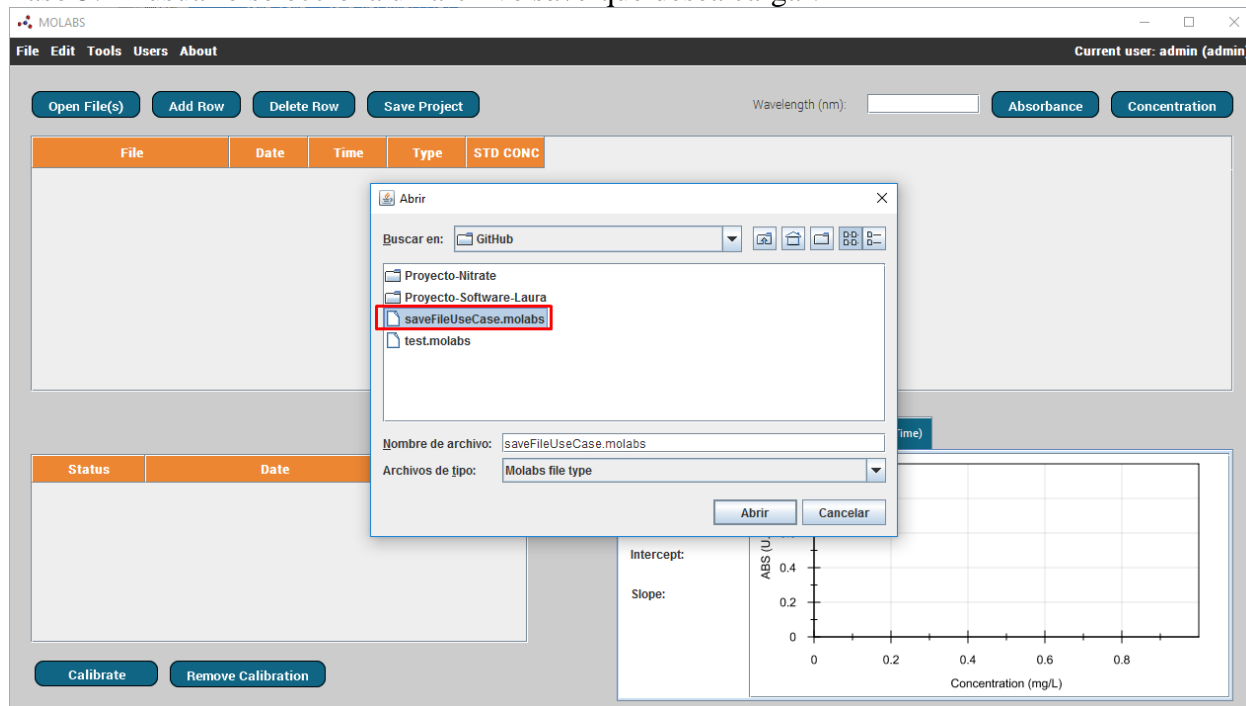 MOLABS
File Edit Tools Users About
Current user: admin (admin)
Open File(s) Add Row Delete Row Save Project Wavelength (nm): Absorbance Concentration
File Date Time Type STD CONC
Abrir
Buscar en: GitHub
Proyecto-Nitrate
Proyecto-Software-Laura
saveFileUseCase.molabs
test.molabs
Nombre de archivo: saveFileUseCase.molabs
Archivos de tipo: Molabs file type
Abrir Cancelar
Time)
Status Date
Intercept:
Slope:
ABS (U.
0.4
0.2
0
0 0.2 0.4 0.6 0.8
Concentration (mg/L)
Calibrate Remove Calibration